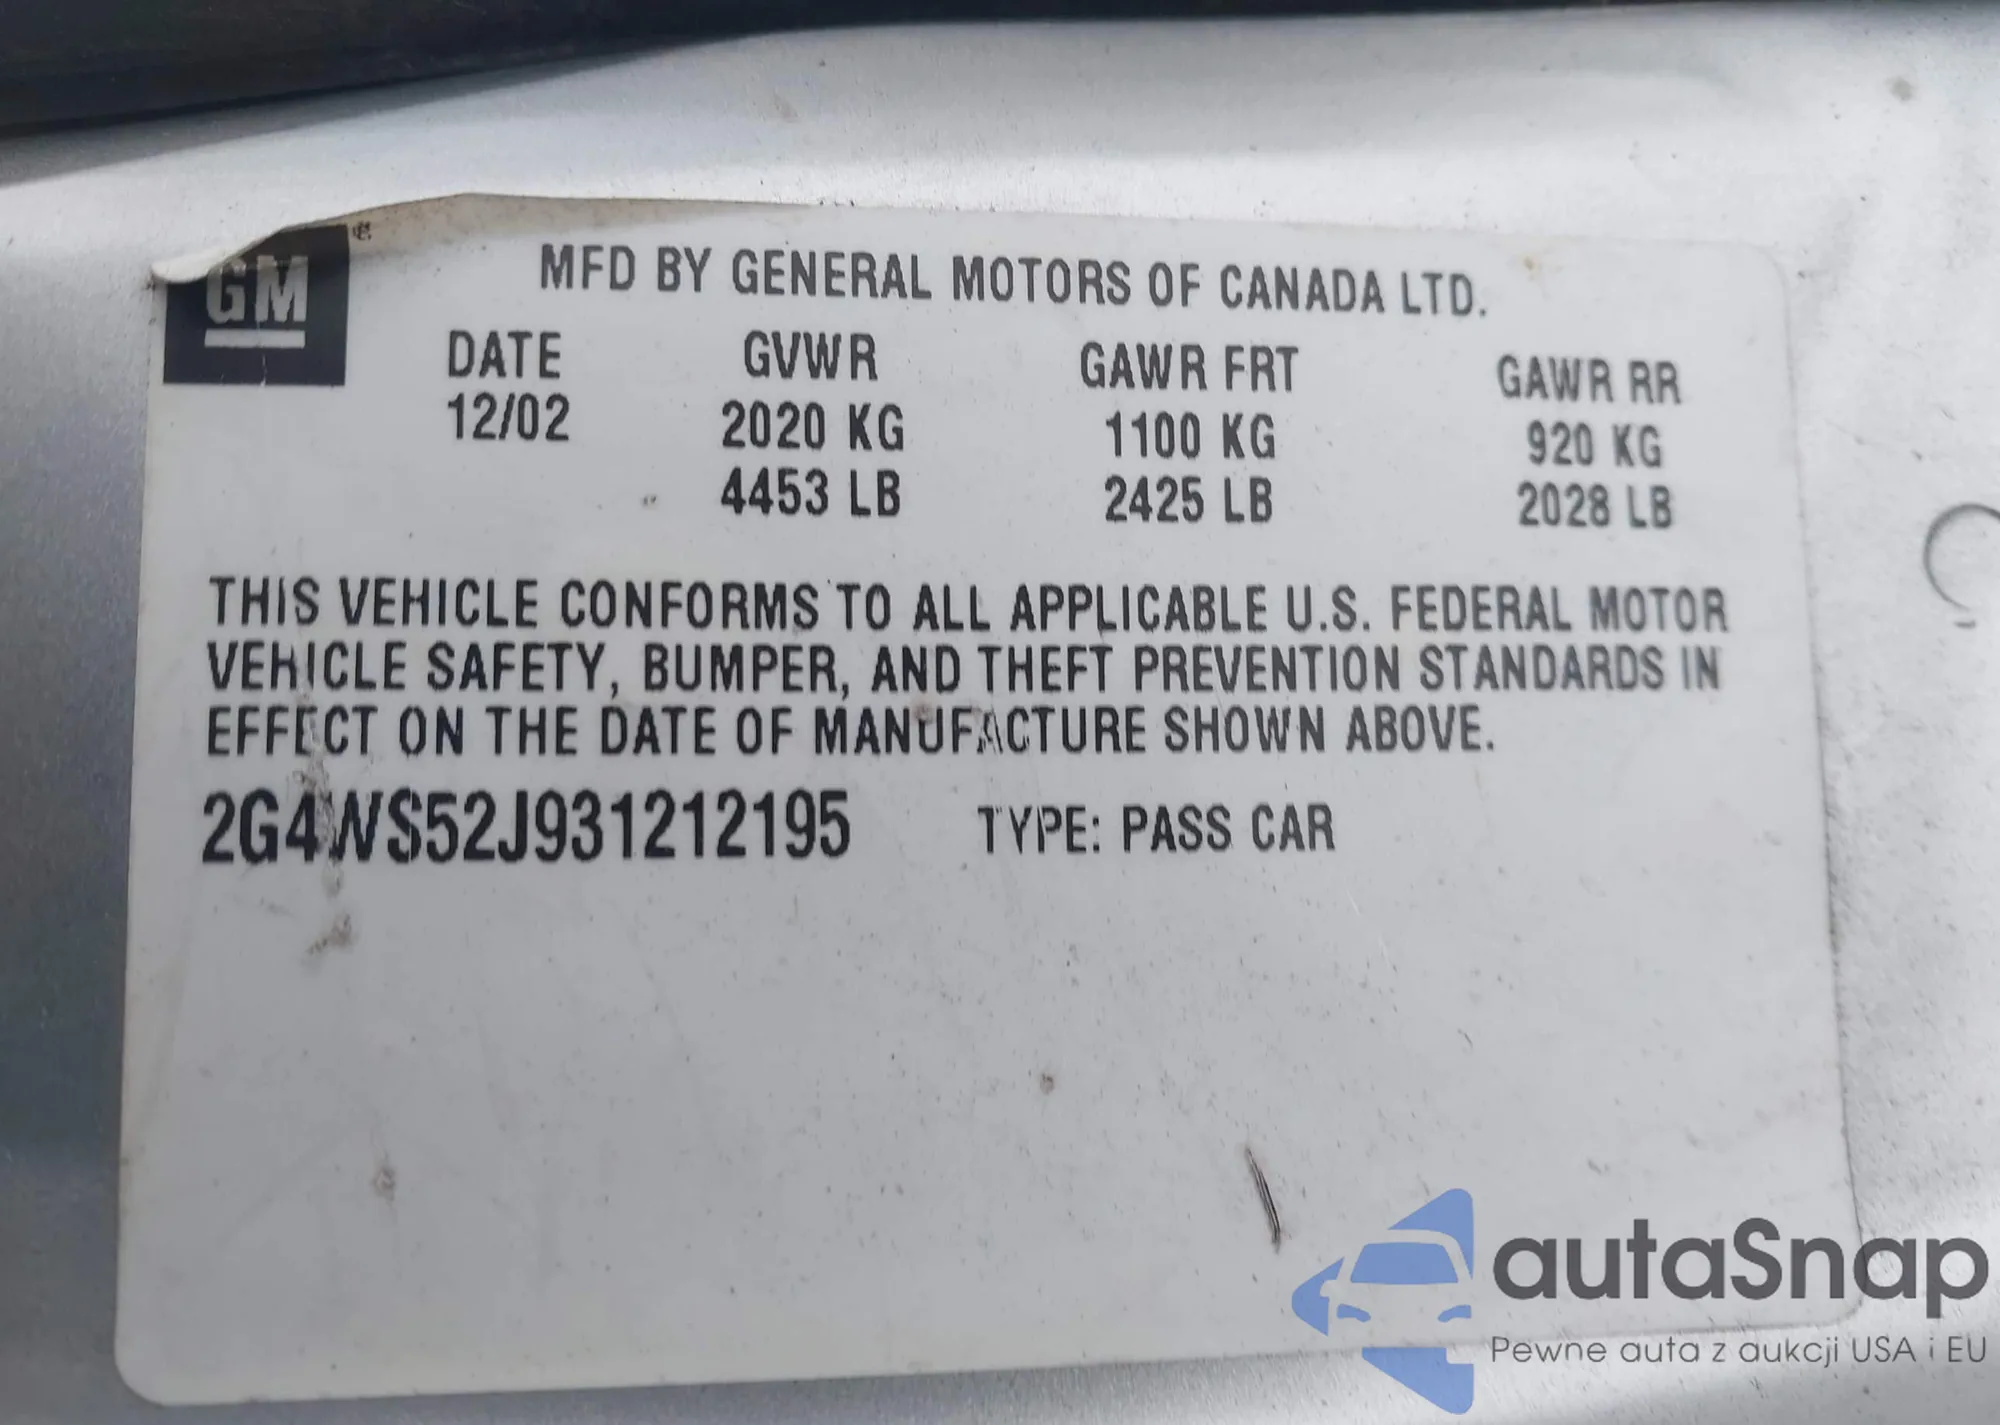 GM
MFD BY GENERAL MOTORS OF CANADA LTD.
DATE GVWR GAWR FRT GAWR RR
12/02 2020 KG 1100 KG 920 KG
4453 LB 2425 LB 2028 LB
THIS VEHICLE CONFORMS TO ALL APPLICABLE U.S. FEDERAL MOTOR
VEHICLE SAFETY, BUMPER, AND THEFT PREVENTION STANDARDS IN
EFFECT ON THE DATE OF MANUFACTURE SHOWN ABOVE.
2G4WS52J931212195 TYPE: PASS CAR
autaSnap
Pewne auta z aukcji USA i EU